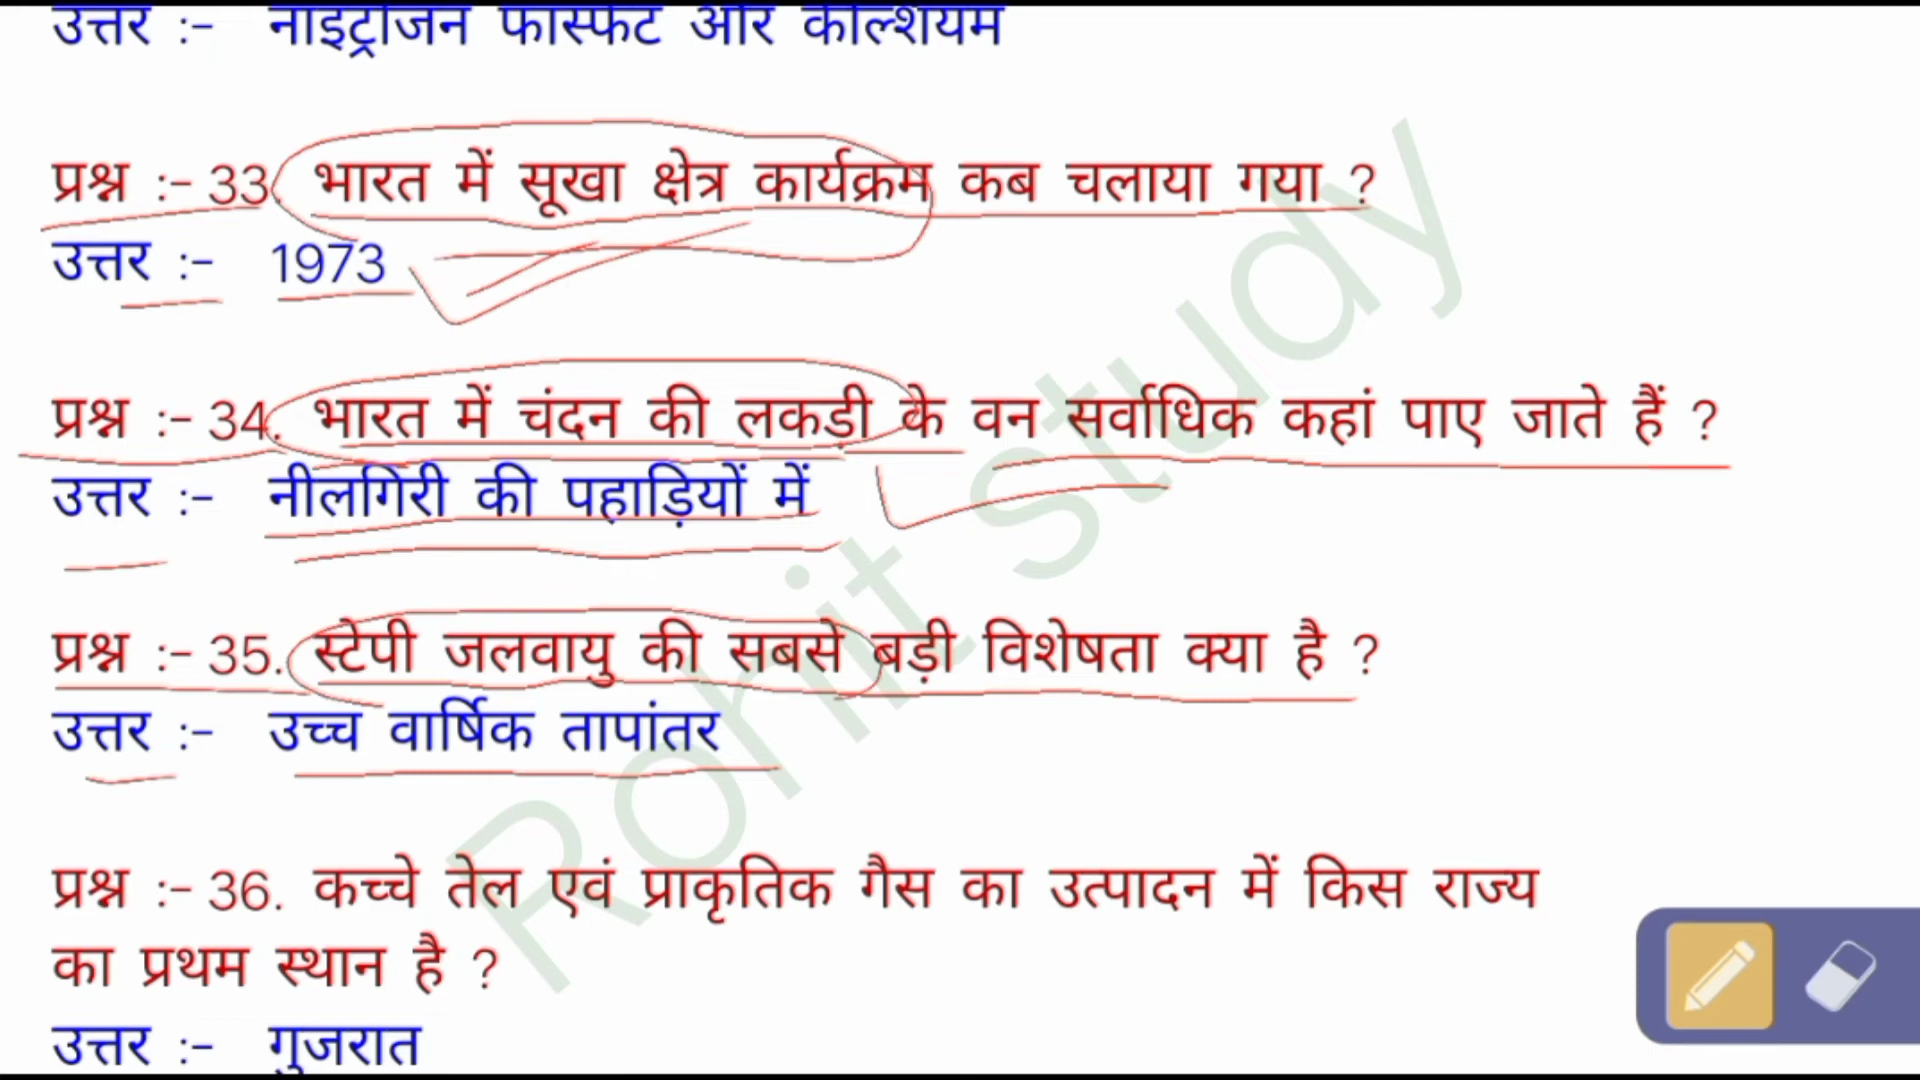 उत्तर :- नाइट्रोजन फास्फेट और कैल्शियम
प्रश्न :- 33. भारत में सूखा क्षेत्र कार्यक्रम कब चलाया गया ?
उत्तर :- 1973
प्रश्न :- 34. भारत में चंदन की लकड़ी के वन सर्वाधिक कहां पाए जाते हैं ?
उत्तर :- नीलगिरी की पहाड़ियों में
प्रश्न :- 35. स्टेपी जलवायु की सबसे बड़ी विशेषता क्या है ?
उत्तर :- उच्च वार्षिक तापांतर
प्रश्न :- 36. कच्चे तेल एवं प्राकृतिक गैस का उत्पादन में किस राज्य
का प्रथम स्थान है ?
उत्तर :- गुजरात
Rohit study